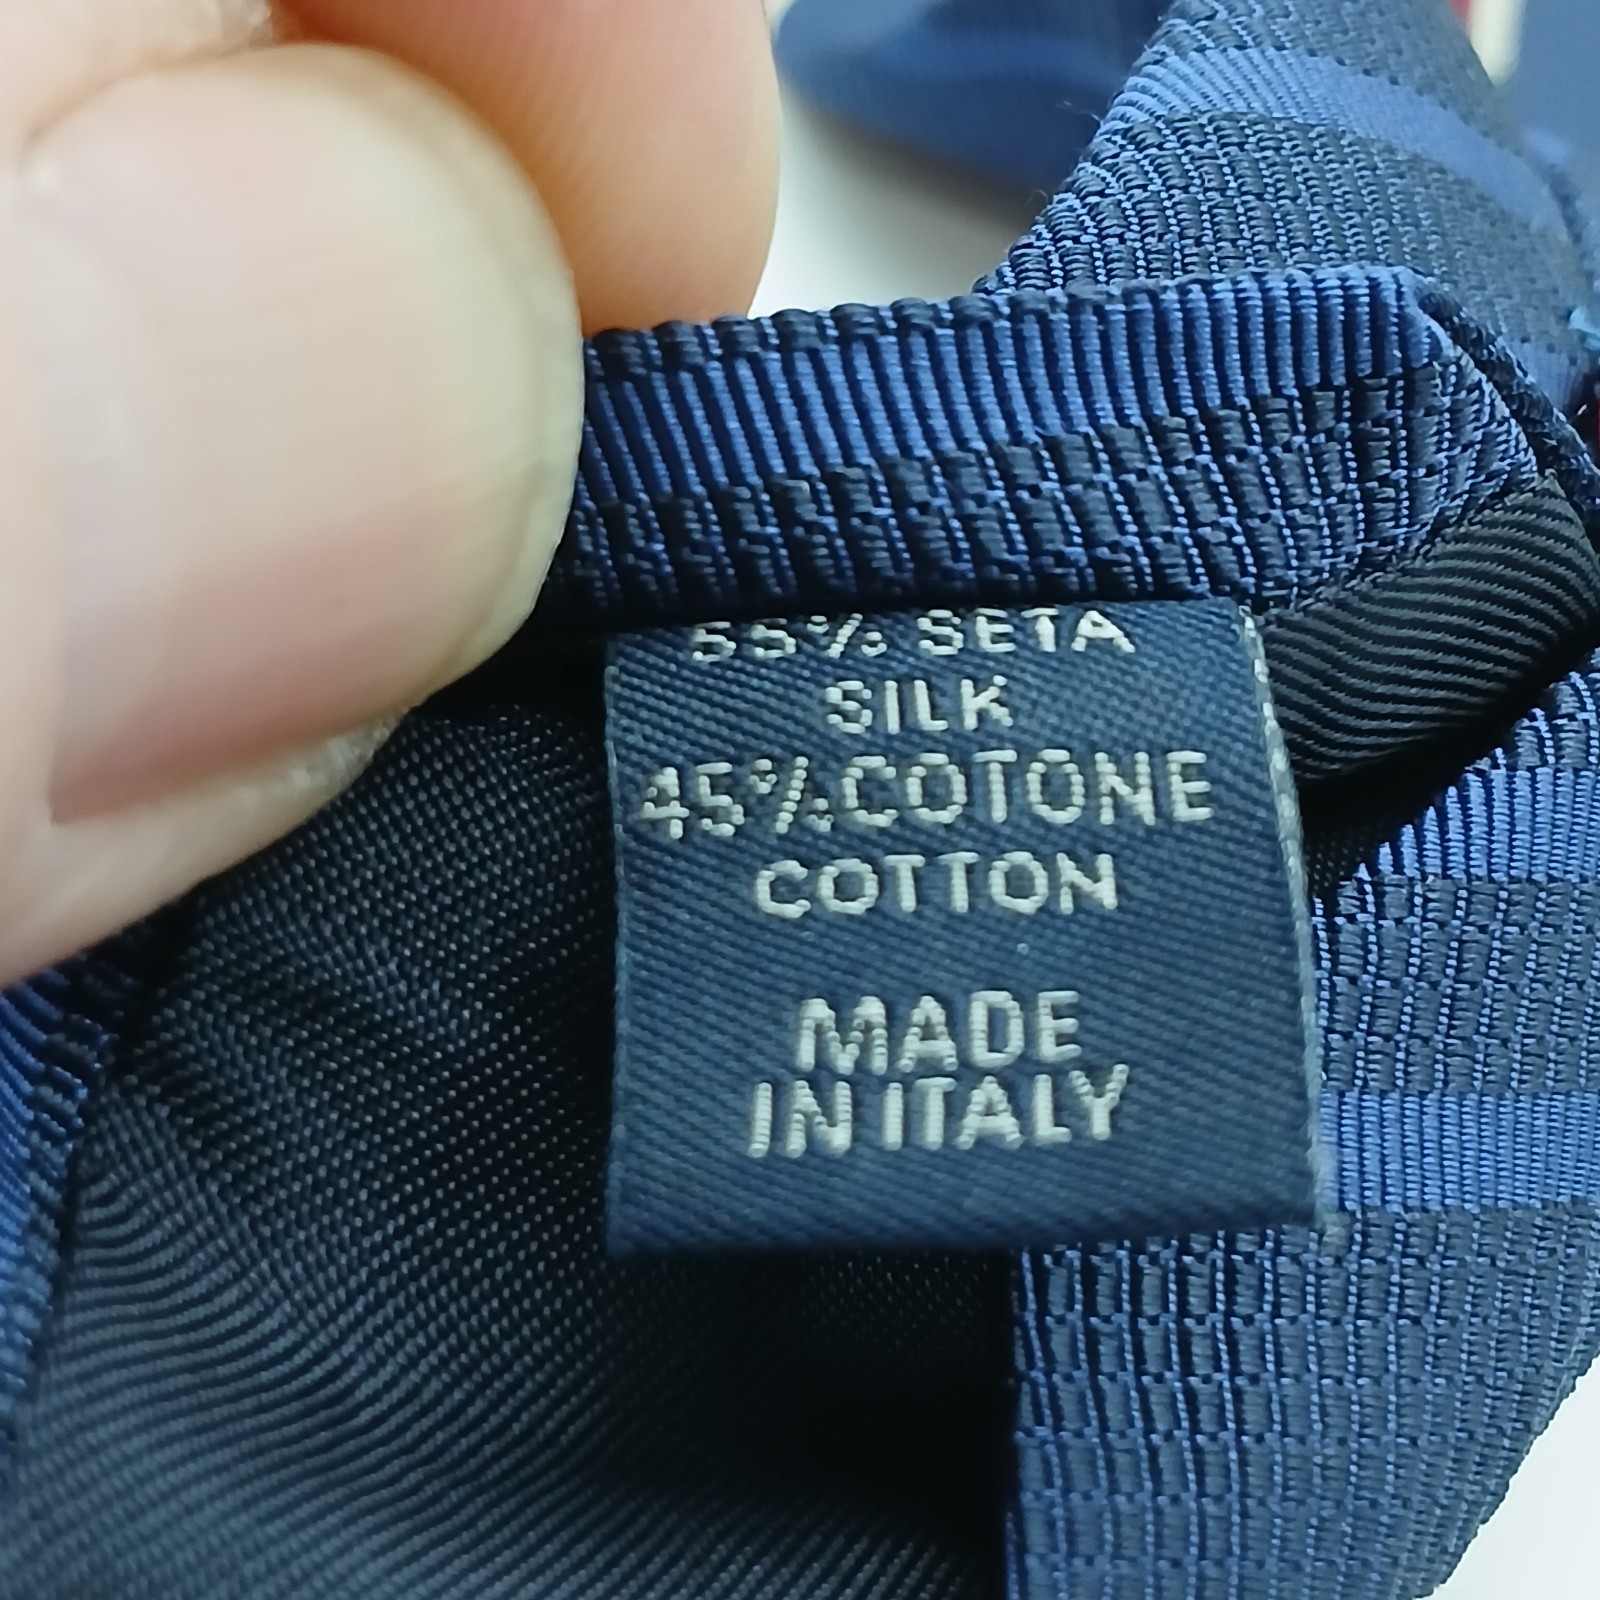 55% SETA
SILK
45% COTONE
COTTON
MADE
IN ITALY